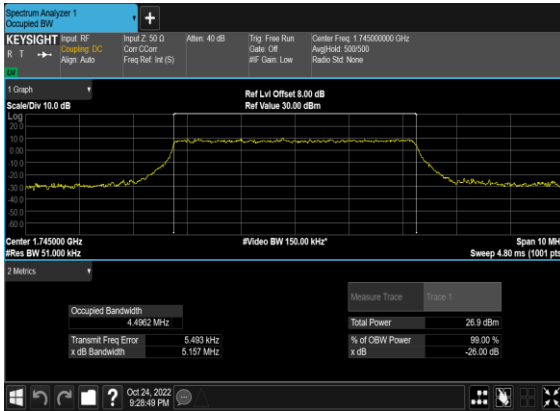 Spectrum Analyzer 1
Occupied BW
+
KEYSIGHT Input: RF Input Z: 50 Ω Atten: 40 dB Trig: Free Run Center Freq: 1.745000000 GHz
R T Coupling: DC Corr CCorr Gate: Off Avg|Hold: 500/500
Align: Auto Freq Ref: Int (S) #IF Gain: Low Radio Std: None
1 Graph
Scale/Div 10.0 dB
Ref Lvl Offset 8.00 dB
Ref Value 30.00 dBm
Log
20.0
10.0
0.00
-10.0
-20.0
-30.0
-40.0
-50.0
-60.0
Center 1.745000 GHz #Video BW 150.00 kHz* Span 10 MH
#Res BW 51.000 kHz Sweep 4.80 ms (1001 pts
2 Metrics
Measure Trace Trace 1
Occupied Bandwidth
4.4962 MHz
Total Power 26.9 dBm
Transmit Freq Error 5.493 kHz % of OBW Power 99.00 %
x dB Bandwidth 5.157 MHz x dB -26.00 dB
? Oct 24, 2022
9:28:49 PM